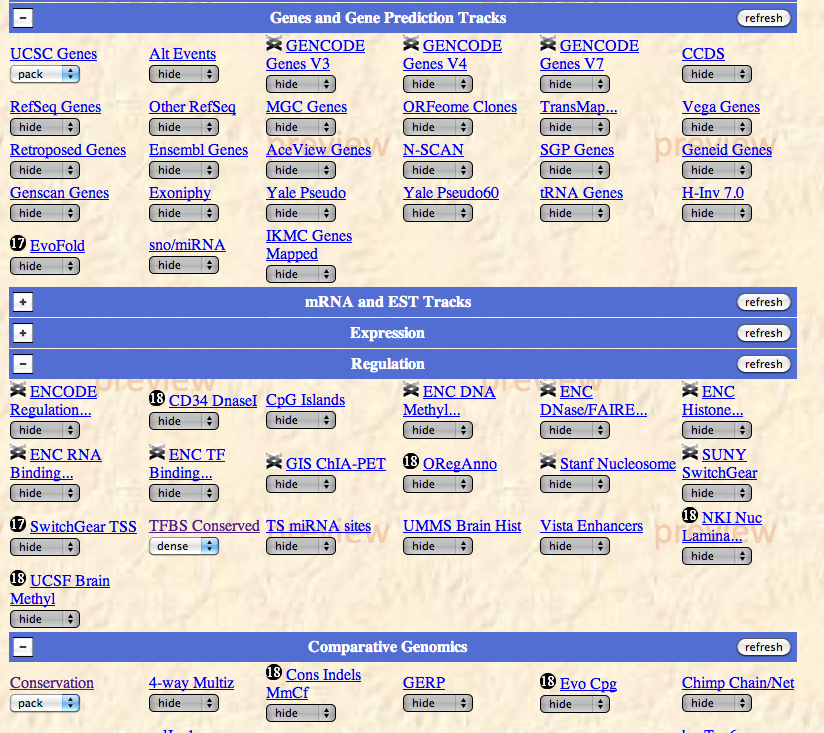 − Genes and Gene Prediction Tracks refresh
UCSC Genes Alt Events GENCODE Genes V3 GENCODE Genes V4 GENCODE Genes V7 CCDS
pack hide hide hide hide hide
RefSeq Genes Other RefSeq MGC Genes ORFeome Clones TransMap... Vega Genes
hide hide hide hide hide hide
preview preview
Retroposed Genes Ensembl Genes AceView Genes N-SCAN SGP Genes Geneid Genes
hide hide hide hide hide hide
Genscan Genes Exoniphy Yale Pseudo Yale Pseudo60 tRNA Genes H-Inv 7.0
hide hide hide hide hide hide
17 EvoFold sno/miRNA IKMC Genes Mapped
hide hide hide
+ mRNA and EST Tracks refresh
+ Expression refresh
− Regulation refresh
preview preview
ENCODE Regulation... 18 CD34 DnaseI CpG Islands ENC DNA Methyl... ENC DNase/FAIRE... ENC Histone...
hide hide hide hide hide hide
ENC RNA Binding... ENC TF Binding... GIS ChIA-PET 18 ORegAnno Stanf Nucleosome SUNY SwitchGear
hide hide hide hide hide hide
17 SwitchGear TSS TFBS Conserved TS miRNA sites UMMS Brain Hist Vista Enhancers 18 NKI Nuc Lamina...
hide dense hide hide hide hide
preview preview
18 UCSF Brain Methyl
hide
− Comparative Genomics refresh
Conservation 4-way Multiz 18 Cons Indels MmCf GERP 18 Evo Cpg Chimp Chain/Net
pack hide hide hide hide hide